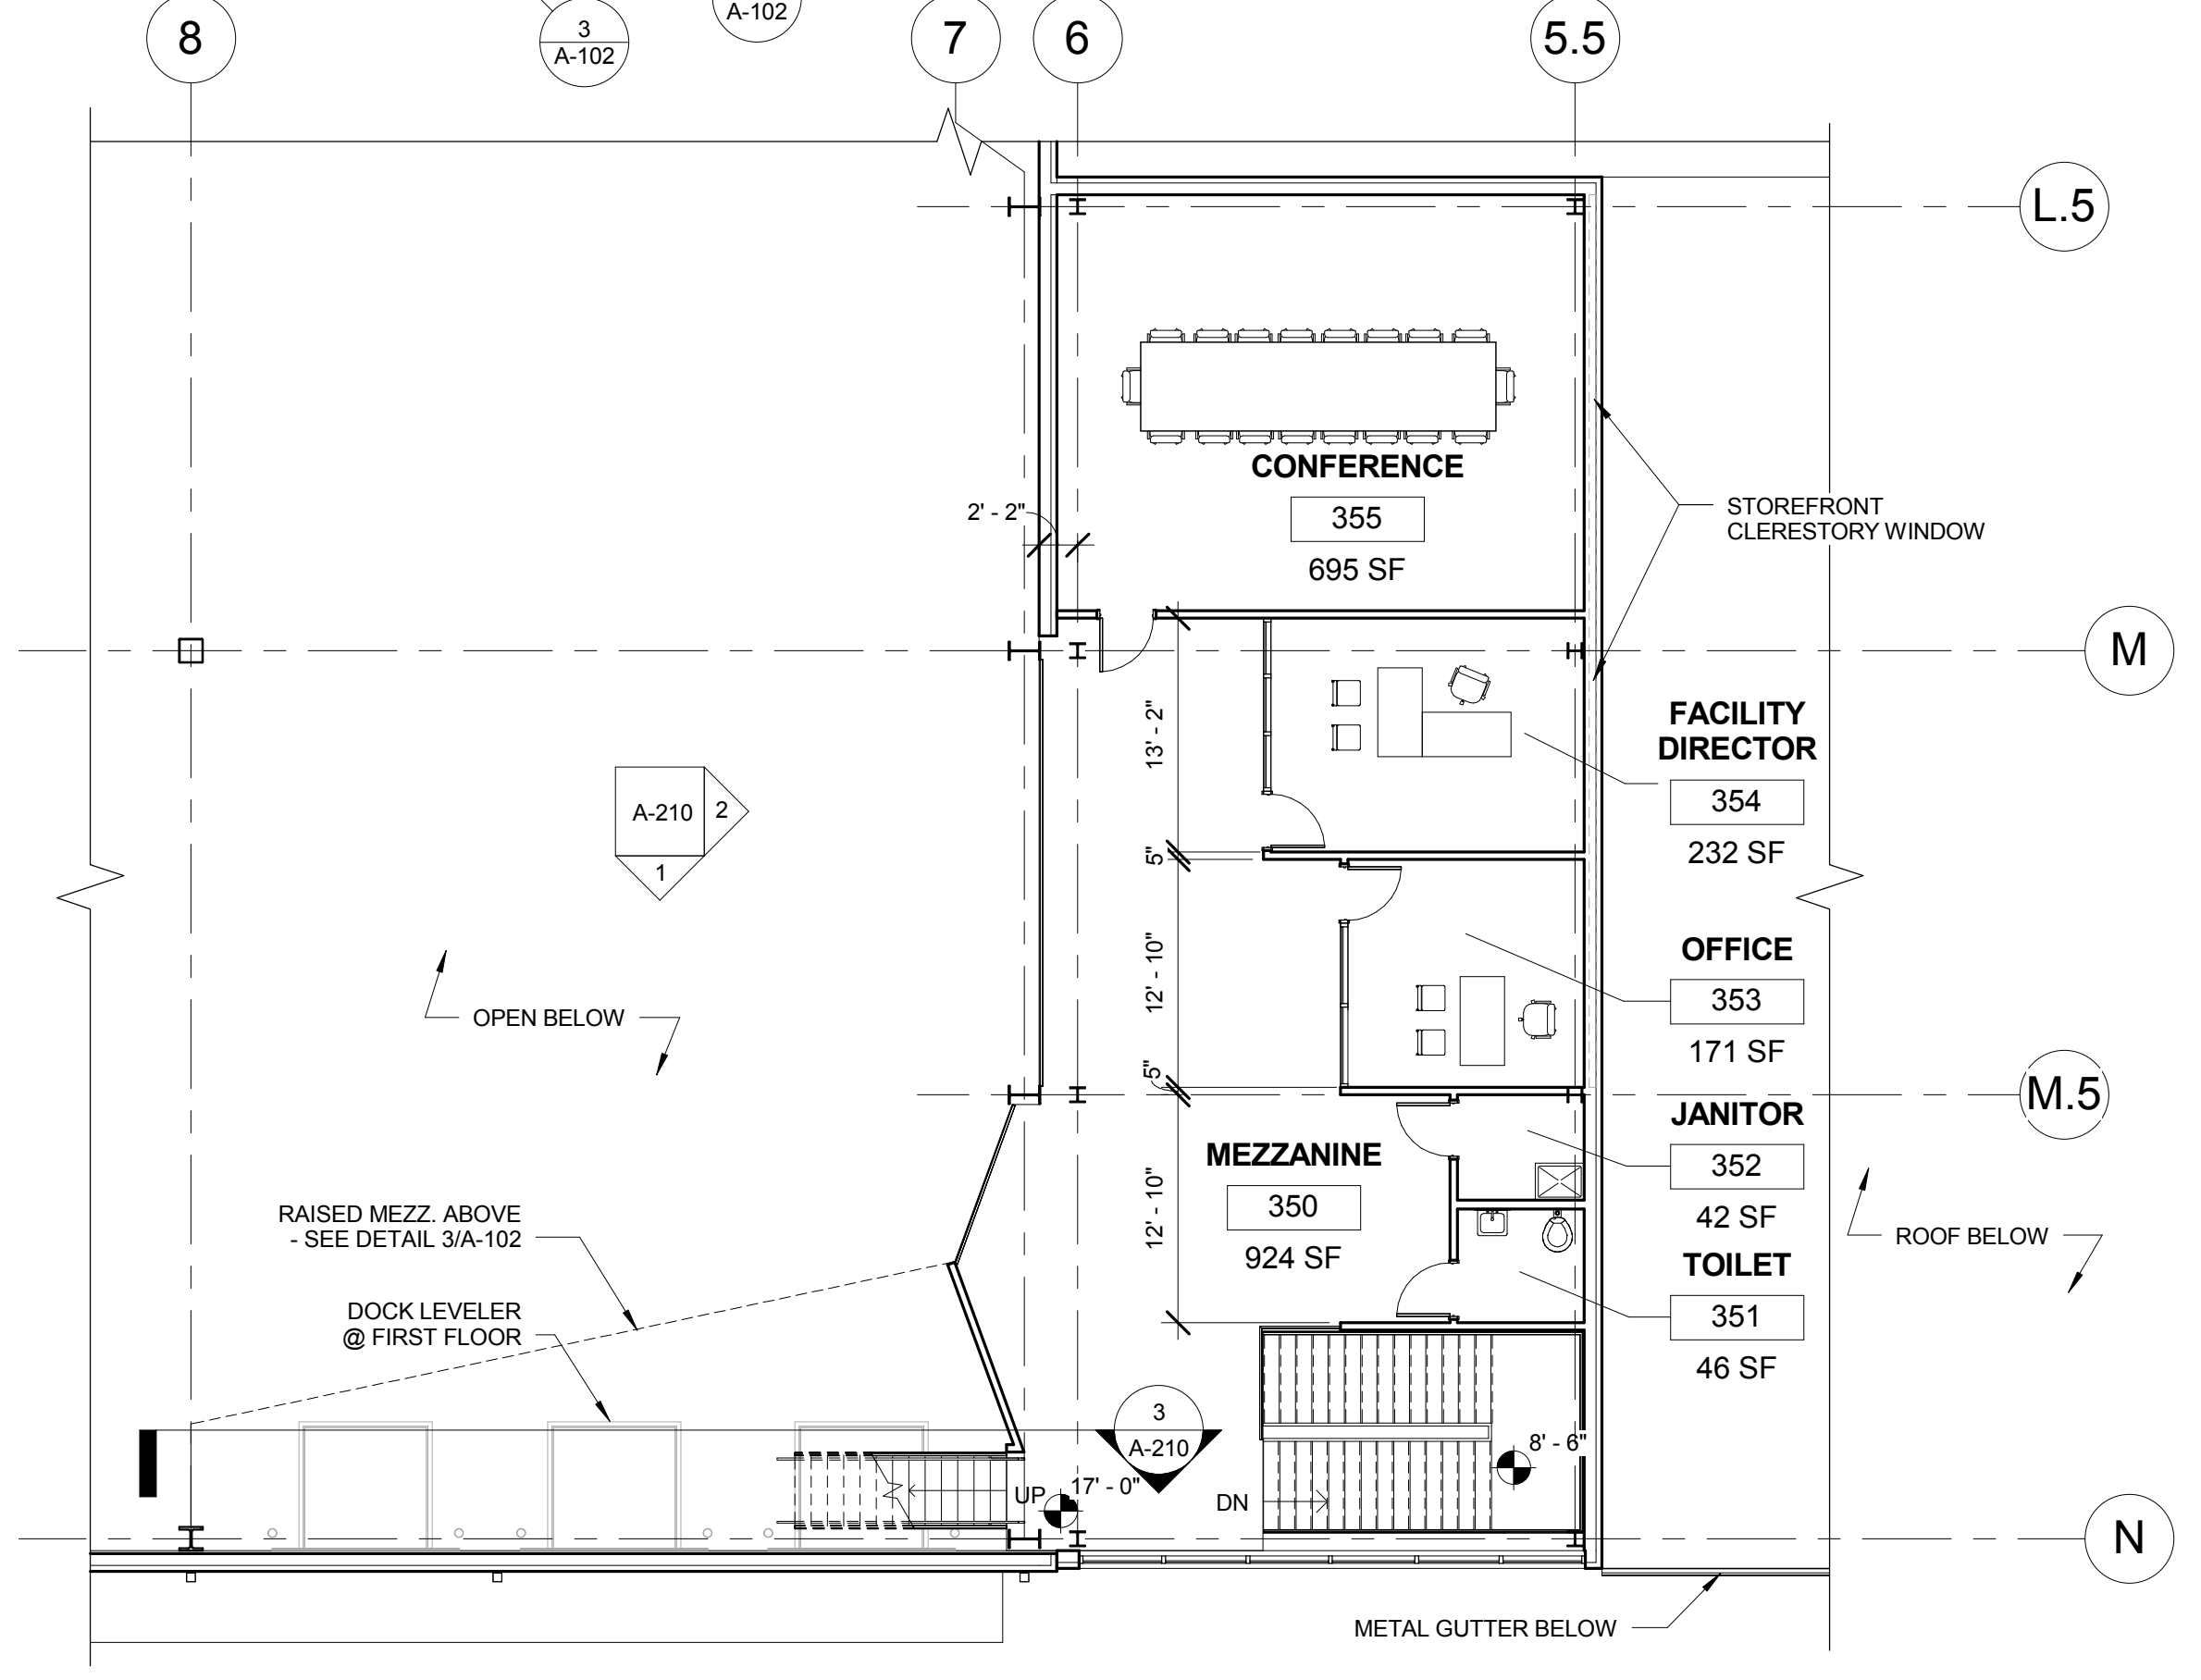 A-102
3
A-102
8
7
6
5.5
L.5
CONFERENCE
355
695 SF
2' - 2"
STOREFRONT
CLERESTORY WINDOW
M
13' - 2"
FACILITY
DIRECTOR
354
232 SF
A-210
2
1
5"
12' - 10"
OFFICE
353
171 SF
OPEN BELOW
5"
M.5
JANITOR
352
42 SF
MEZZANINE
350
924 SF
12' - 10"
RAISED MEZZ. ABOVE
- SEE DETAIL 3/A-102
ROOF BELOW
TOILET
351
46 SF
DOCK LEVELER
@ FIRST FLOOR
3
A-210
8' - 6"
UP
17' - 0"
DN
N
METAL GUTTER BELOW